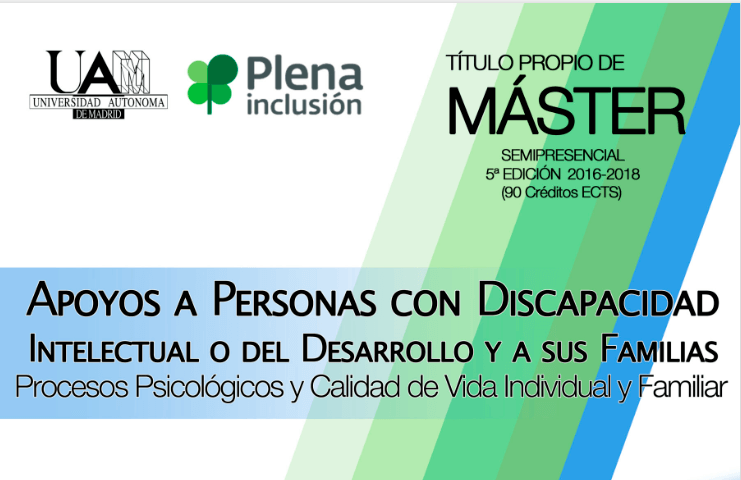 UAM
UNIVERSIDAD AUTONOMA
DE MADRID
Plena
inclusión
TÍTULO PROPIO DE
MÁSTER
SEMIPRESENCIAL
5ª EDICIÓN 2016-2018
(90 Créditos ECTS)
APOYOS A PERSONAS CON DISCAPACIDAD
INTELECTUAL O DEL DESARROLLO Y A SUS FAMILIAS
Procesos Psicológicos y Calidad de Vida Individual y Familiar